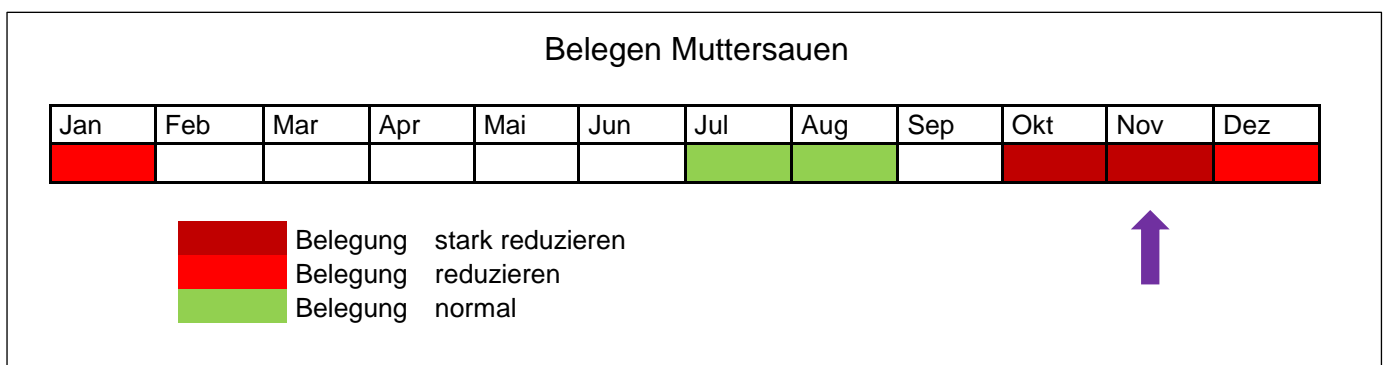 Belegen Muttersauen
Jan Feb Mar Apr Mai Jun Jul Aug Sep Okt Nov Dez
Belegung stark reduzieren
Belegung reduzieren
Belegung normal